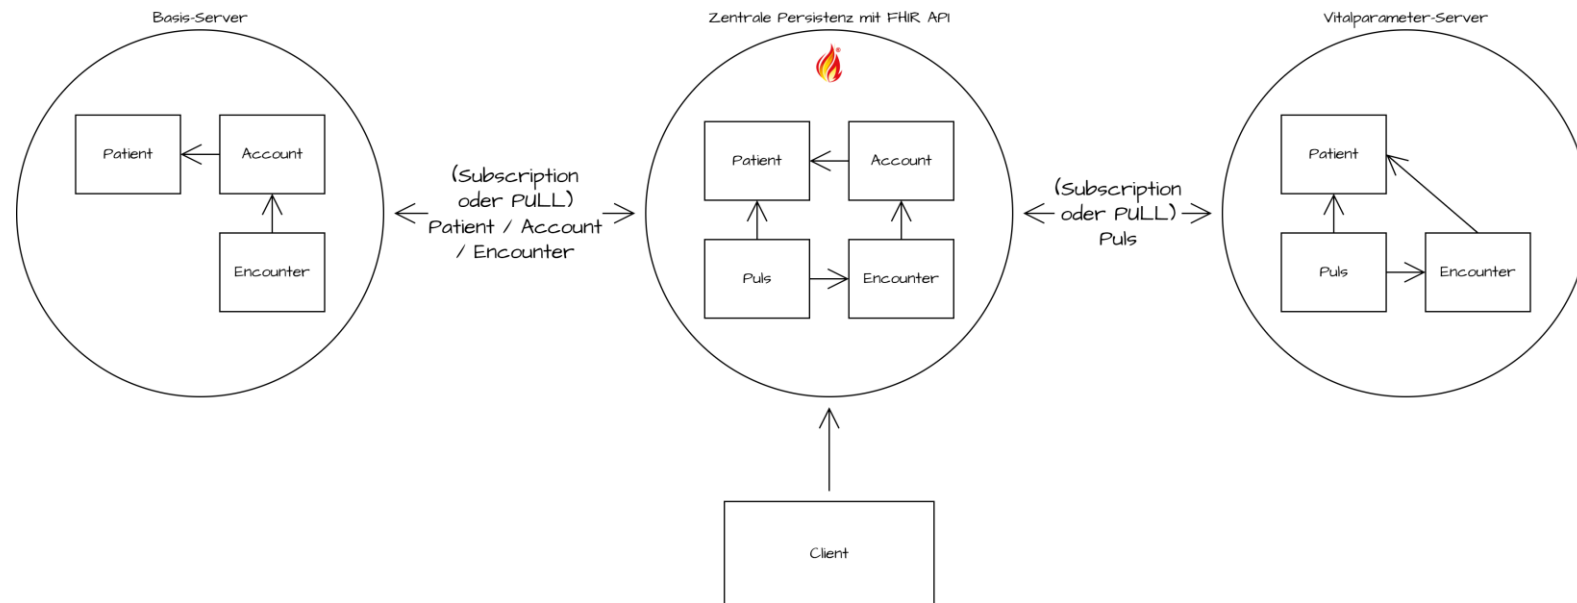 Basis-Server
Patient
Account
Encounter
(Subscription
oder PULL)
Patient / Account
/ Encounter
Zentrale Persistenz mit FHIR API
Patient
Account
Puls
Encounter
(Subscription
oder PULL)
Puls
Vitalparameter-Server
Patient
Puls
Encounter
Client